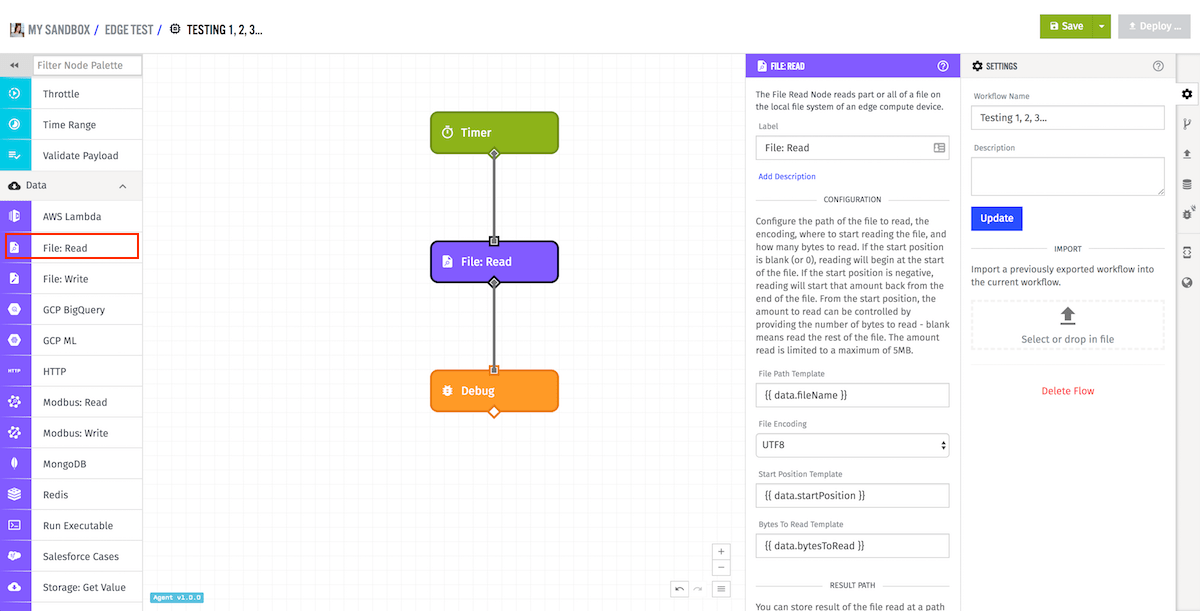 MY SANDBOX / EDGE TEST / TESTING 1, 2, 3...
Save
Deploy ...
Filter Node Palette
Throttle
Time Range
Validate Payload
Data
AWS Lambda
File: Read
File: Write
GCP BigQuery
GCP ML
HTTP
HTTP
Modbus: Read
Modbus: Write
MongoDB
Redis
Run Executable
Salesforce Cases
Storage: Get Value
Timer
File: Read
Debug
Agent v1.0.0
FILE: READ
The File Read Node reads part or all of a file on
the local file system of an edge compute device.
Label
File: Read
Add Description
CONFIGURATION
Configure the path of the file to read, the
encoding, where to start reading the file, and
how many bytes to read. If the start position
is blank (or 0), reading will begin at the start
of the file. If the start position is negative,
reading will start that amount back from the
end of the file. From the start position, the
amount to read can be controlled by
providing the number of bytes to read - blank
means read the rest of the file. The amount
read is limited to a maximum of 5MB.
File Path Template
{{ data.fileName }}
File Encoding
UTF8
Start Position Template
{{ data.startPosition }}
Bytes To Read Template
{{ data.bytesToRead }}
RESULT PATH
You can store result of the file read at a path
SETTINGS
Workflow Name
Testing 1, 2, 3...
Description
Update
IMPORT
Import a previously exported workflow into
the current workflow.
Select or drop in file
Delete Flow